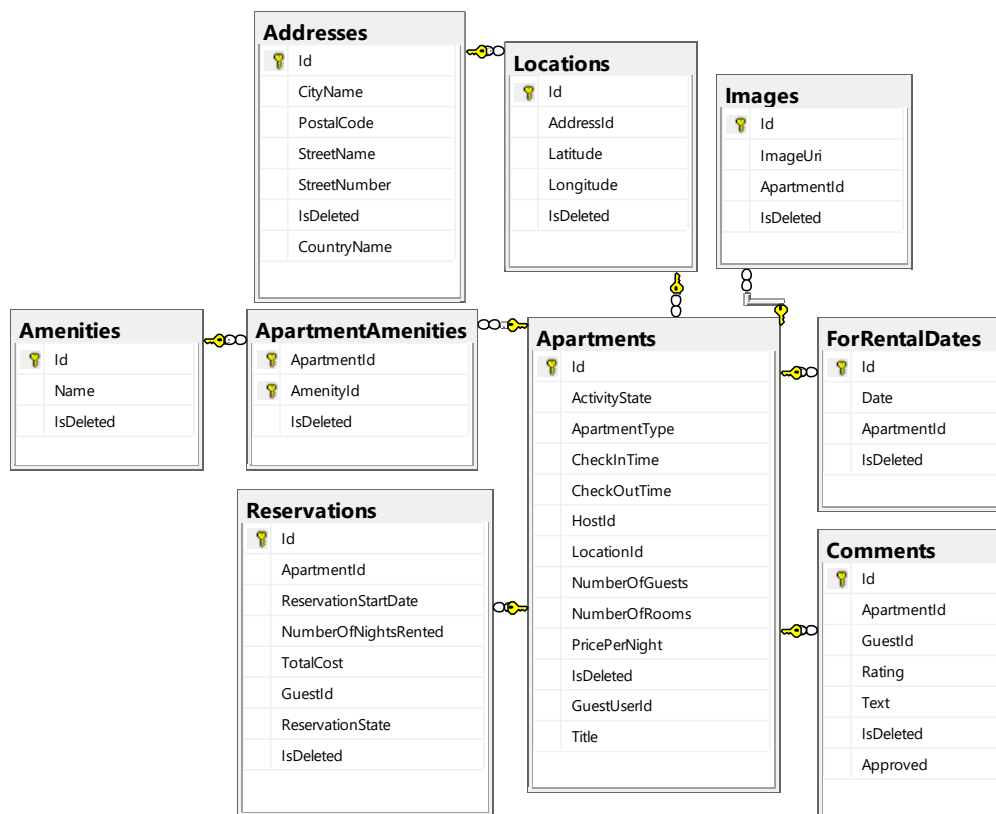 Addresses
Id
CityName
PostalCode
StreetName
StreetNumber
IsDeleted
CountryName
Locations
Id
AddressId
Latitude
Longitude
IsDeleted
Images
Id
ImageUri
ApartmentId
IsDeleted
Amenities
Id
Name
IsDeleted
ApartmentAmenities
ApartmentId
AmenityId
IsDeleted
Apartments
Id
ActivityState
ApartmentType
CheckInTime
CheckOutTime
HostId
LocationId
NumberOfGuests
NumberOfRooms
PricePerNight
IsDeleted
GuestUserId
Title
ForRentalDates
Id
Date
ApartmentId
IsDeleted
Reservations
Id
ApartmentId
ReservationStartDate
NumberOfNightsRented
TotalCost
GuestId
ReservationState
IsDeleted
Comments
Id
ApartmentId
GuestId
Rating
Text
IsDeleted
Approved